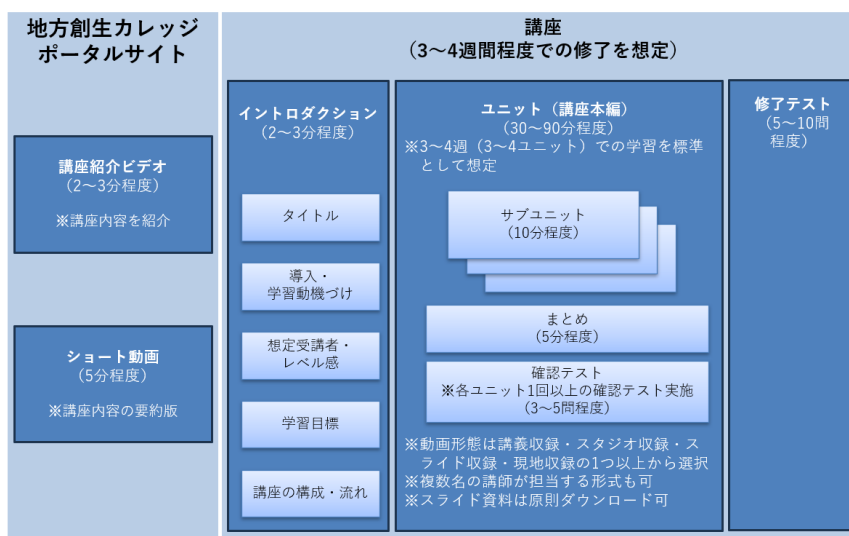 地方創生カレッジ
ポータルサイト
講座紹介ビデオ
(2～3分程度)
※講座内容を紹介
ショート動画
(5分程度)
※講座内容の要約版
講座
(3～4週間程度での修了を想定)
イントロダクション
(2～3分程度)
タイトル
導入・
学習動機づけ
想定受講者・
レベル感
学習目標
講座の構成・流れ
ユニット（講座本編）
(30～90分程度)
※3～4週（3～4ユニット）での学習を標準
として想定
サブユニット
(10分程度)
まとめ
(5分程度)
確認テスト
※各ユニット1回以上の確認テスト実施
(3～5問程度)
※動画形態は講義収録・スタジオ収録・ス
ライド収録・現地収録の1つ以上から選択
※複数名の講師が担当する形式も可
※スライド資料は原則ダウンロード可
修了テスト
(5～10問
程度)